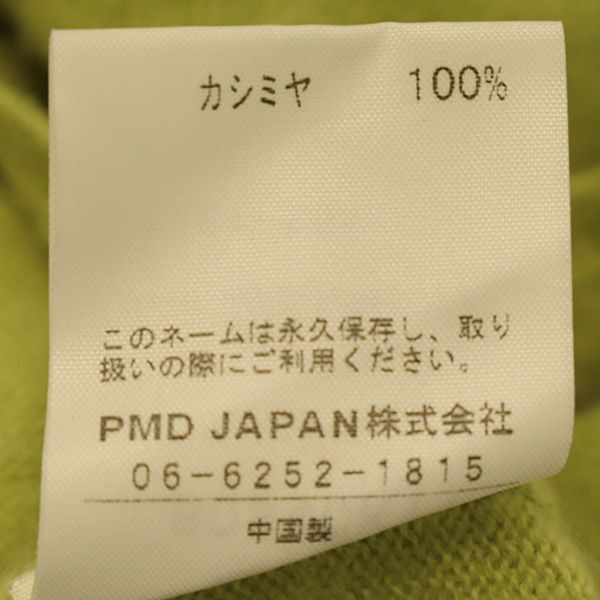 カシミヤ 100%
このネームは永久保存し、取り
扱いの際にご利用ください。
PMD JAPAN株式会社
06-6252-1815
中国製